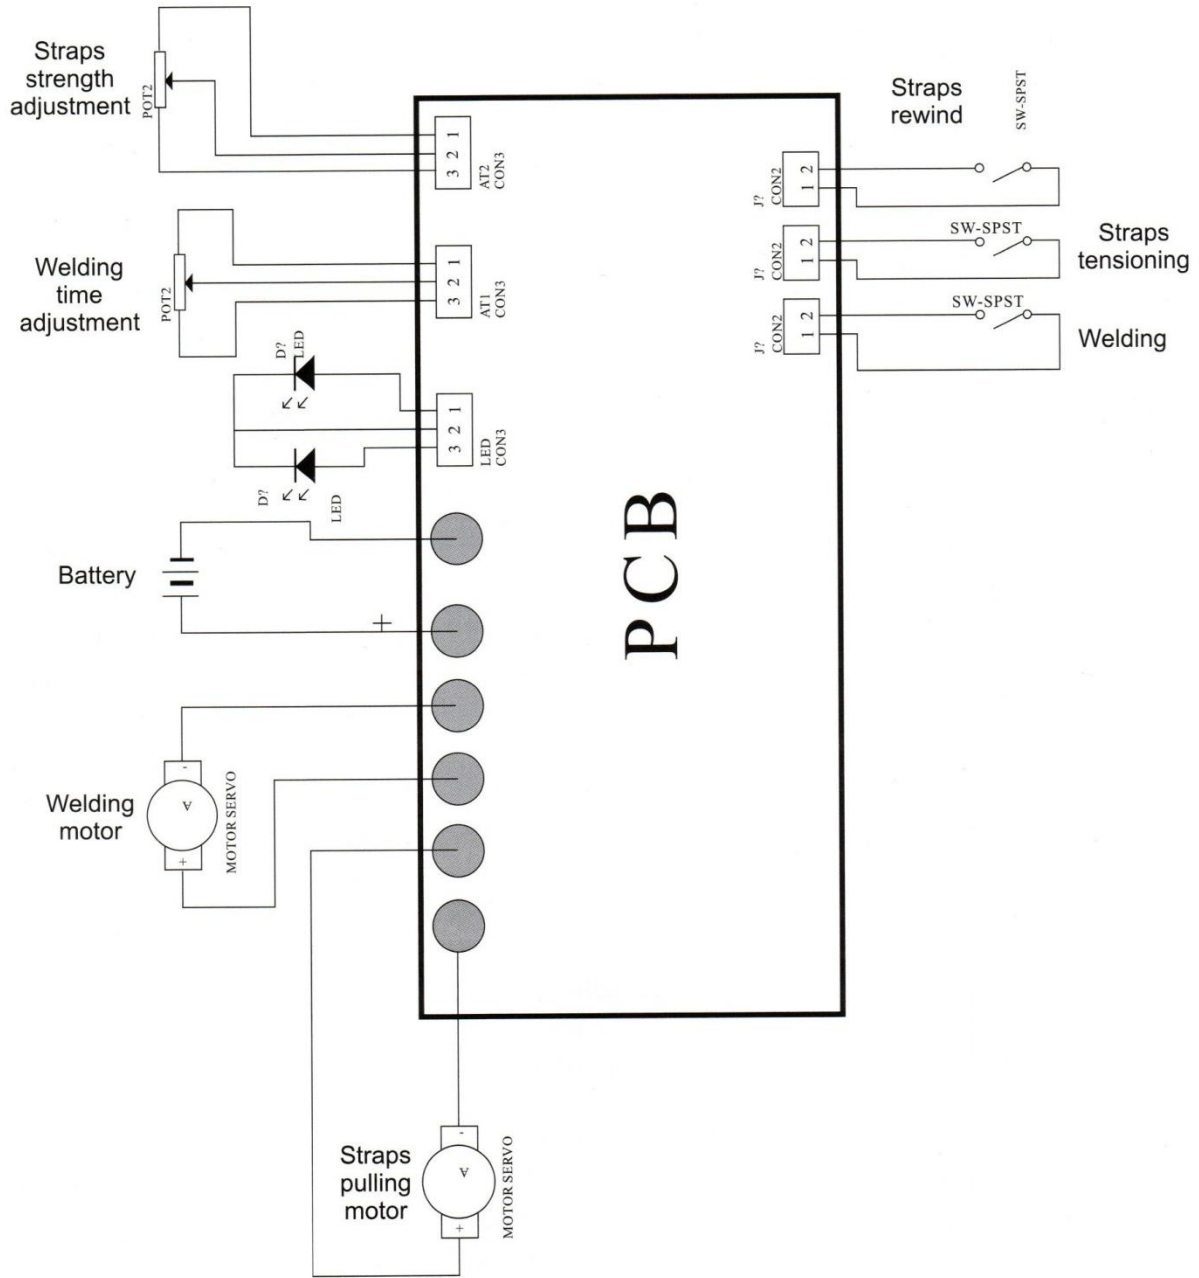 Straps
strength
adjustment
POT2
1
2
3
AT2
CON3
Welding
time
adjustment
POT2
1
2
3
AT1
CON3
D?
LED
1
2
3
LED
CON3
D?
LED
Battery
+
Welding
motor
-
A
+
MOTOR SERVO
Straps
pulling
motor
-
A
+
MOTOR SERVO
PCB
Straps
rewind
SW-SPST
J?
CON2
1 2
SW-SPST
Straps
tensioning
J?
CON2
1 2
SW-SPST
Welding
J?
CON2
1 2